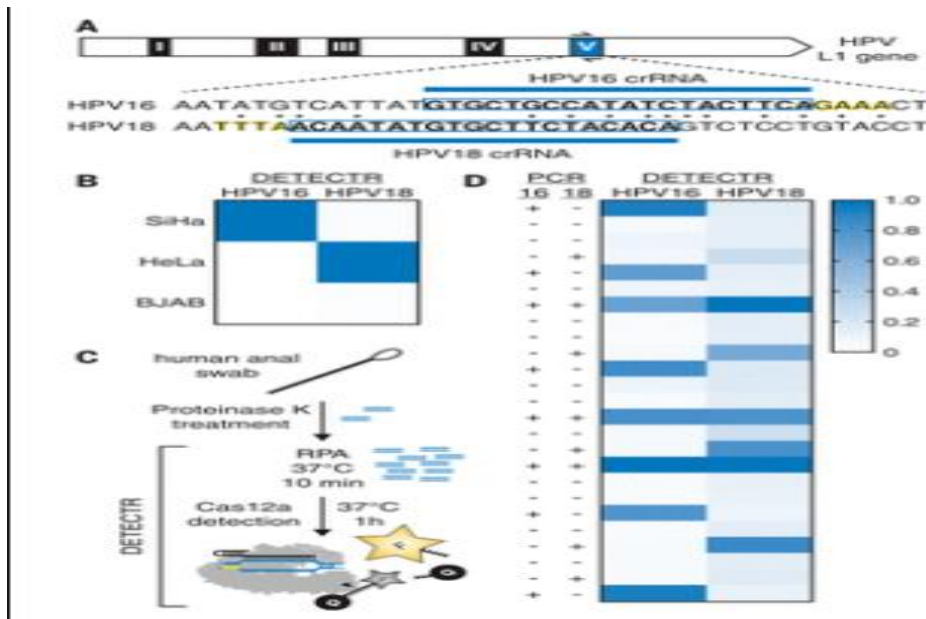 A
I II III IV V
HPV
L1 gene
HPV16 crRNA
HPV16 AATATGTCATTATGTGCTGCCATATCTACTTCAGAAACT
HPV18 AATTTTAACAATATGTGCTTCTACACAGTCTCCTGTACCT
HPV18 crRNA
B
DETECTR
HPV16 HPV18
SiHa
HeLa
BJAB
C
human anal
swab
Proteinase K
treatment
RPA
37°C
10 min
Cas12a
detection
37°C
1h
DETECTR
F
Q
Q
D
PCR DETECTR
16 18 HPV16 HPV18
+ -
- -
- -
- +
+ -
- -
+ +
- -
- -
- +
+ -
- -
- -
+ +
- -
- +
+ +
- -
- -
+ -
- -
- +
- -
- +
+ -
1.0
0.8
0.6
0.4
0.2
0